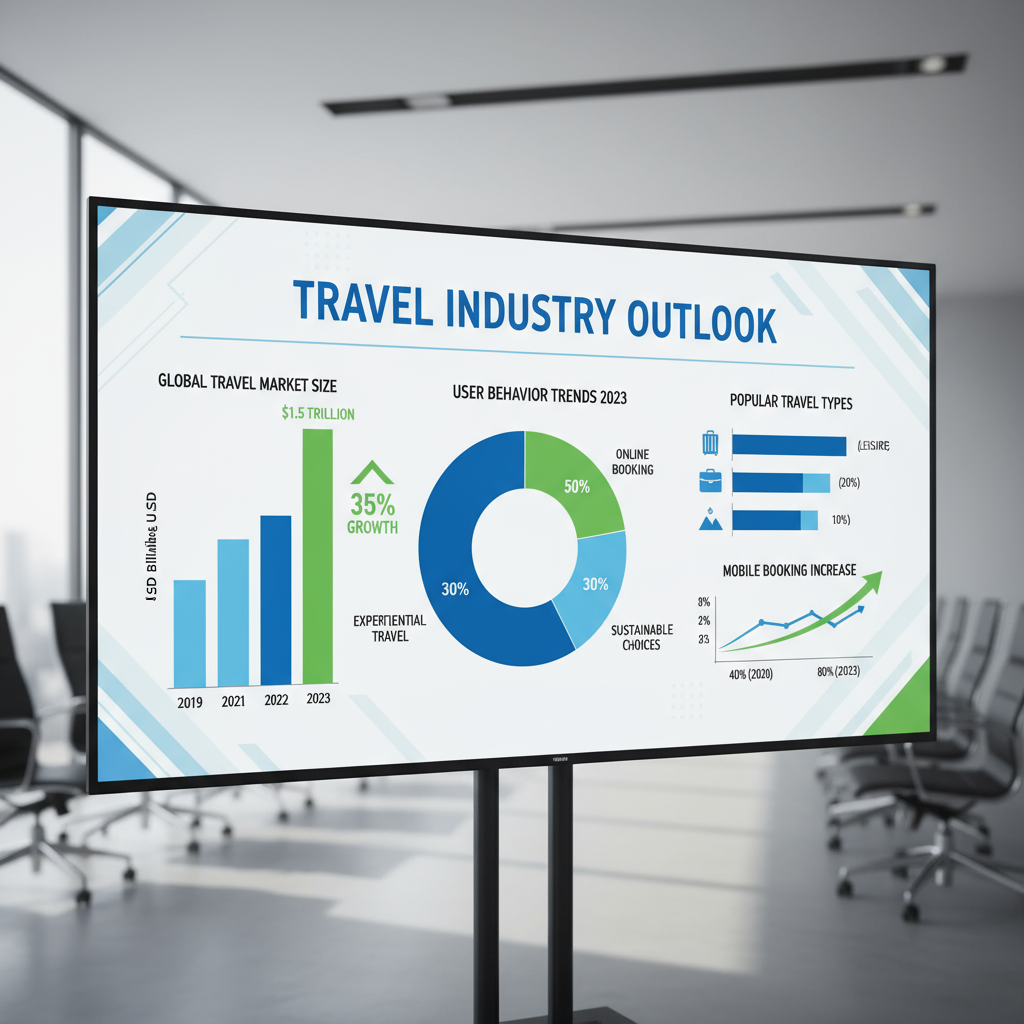 TRAVEL INDUSTRY OUTLOOK
GLOBAL TRAVEL MARKET SIZE
$1.5 TRILLION
35%
GROWTH
2019
2021
2022
2023
USER BEHAVIOR TRENDS 2023
ONLINE
BOOKING
50%
30%
30%
EXPERIENTIAL
TRAVEL
SUSTAINABLE
CHOICES
POPULAR TRAVEL TYPES
(20%)
10%)
MOBILE BOOKING INCREASE
2%
40% (2020)
80% (2023)